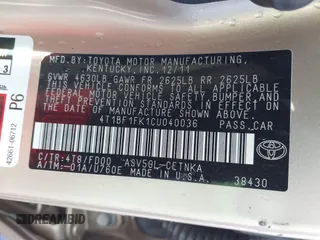 MFD.BY:TOYOTA MOTOR MANUFACTURING,
KENTUCKY,INC. 12/11
GVWR 4630LB GAWR FR 2625LB RR 2625LB
THIS VEHICLE CONFORMS TO ALL APPLICABLE
FEDERAL MOTOR VEHICLE SAFETY, BUMPER, AND
THEFT PREVENTION STANDARDS IN EFFECT ON
THE DATE OF MANUFACTURE SHOWN ABOVE.
4T1BF1FK1CU040036
PASS.CAR
C/TR:4T8/FD00 ASV50L-CETNKA
A/TM:-01A/U760E MADE IN U.S.A.
TOYOTA
38430
3
P6
42661-06712
DREAMBID